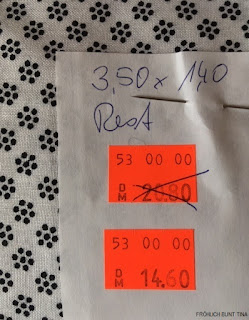 3,50 x 1,40
Rest
53 00 00
DM 20.80
53 00 00
DM 14.60
FRÖHLICH BUNT TINA